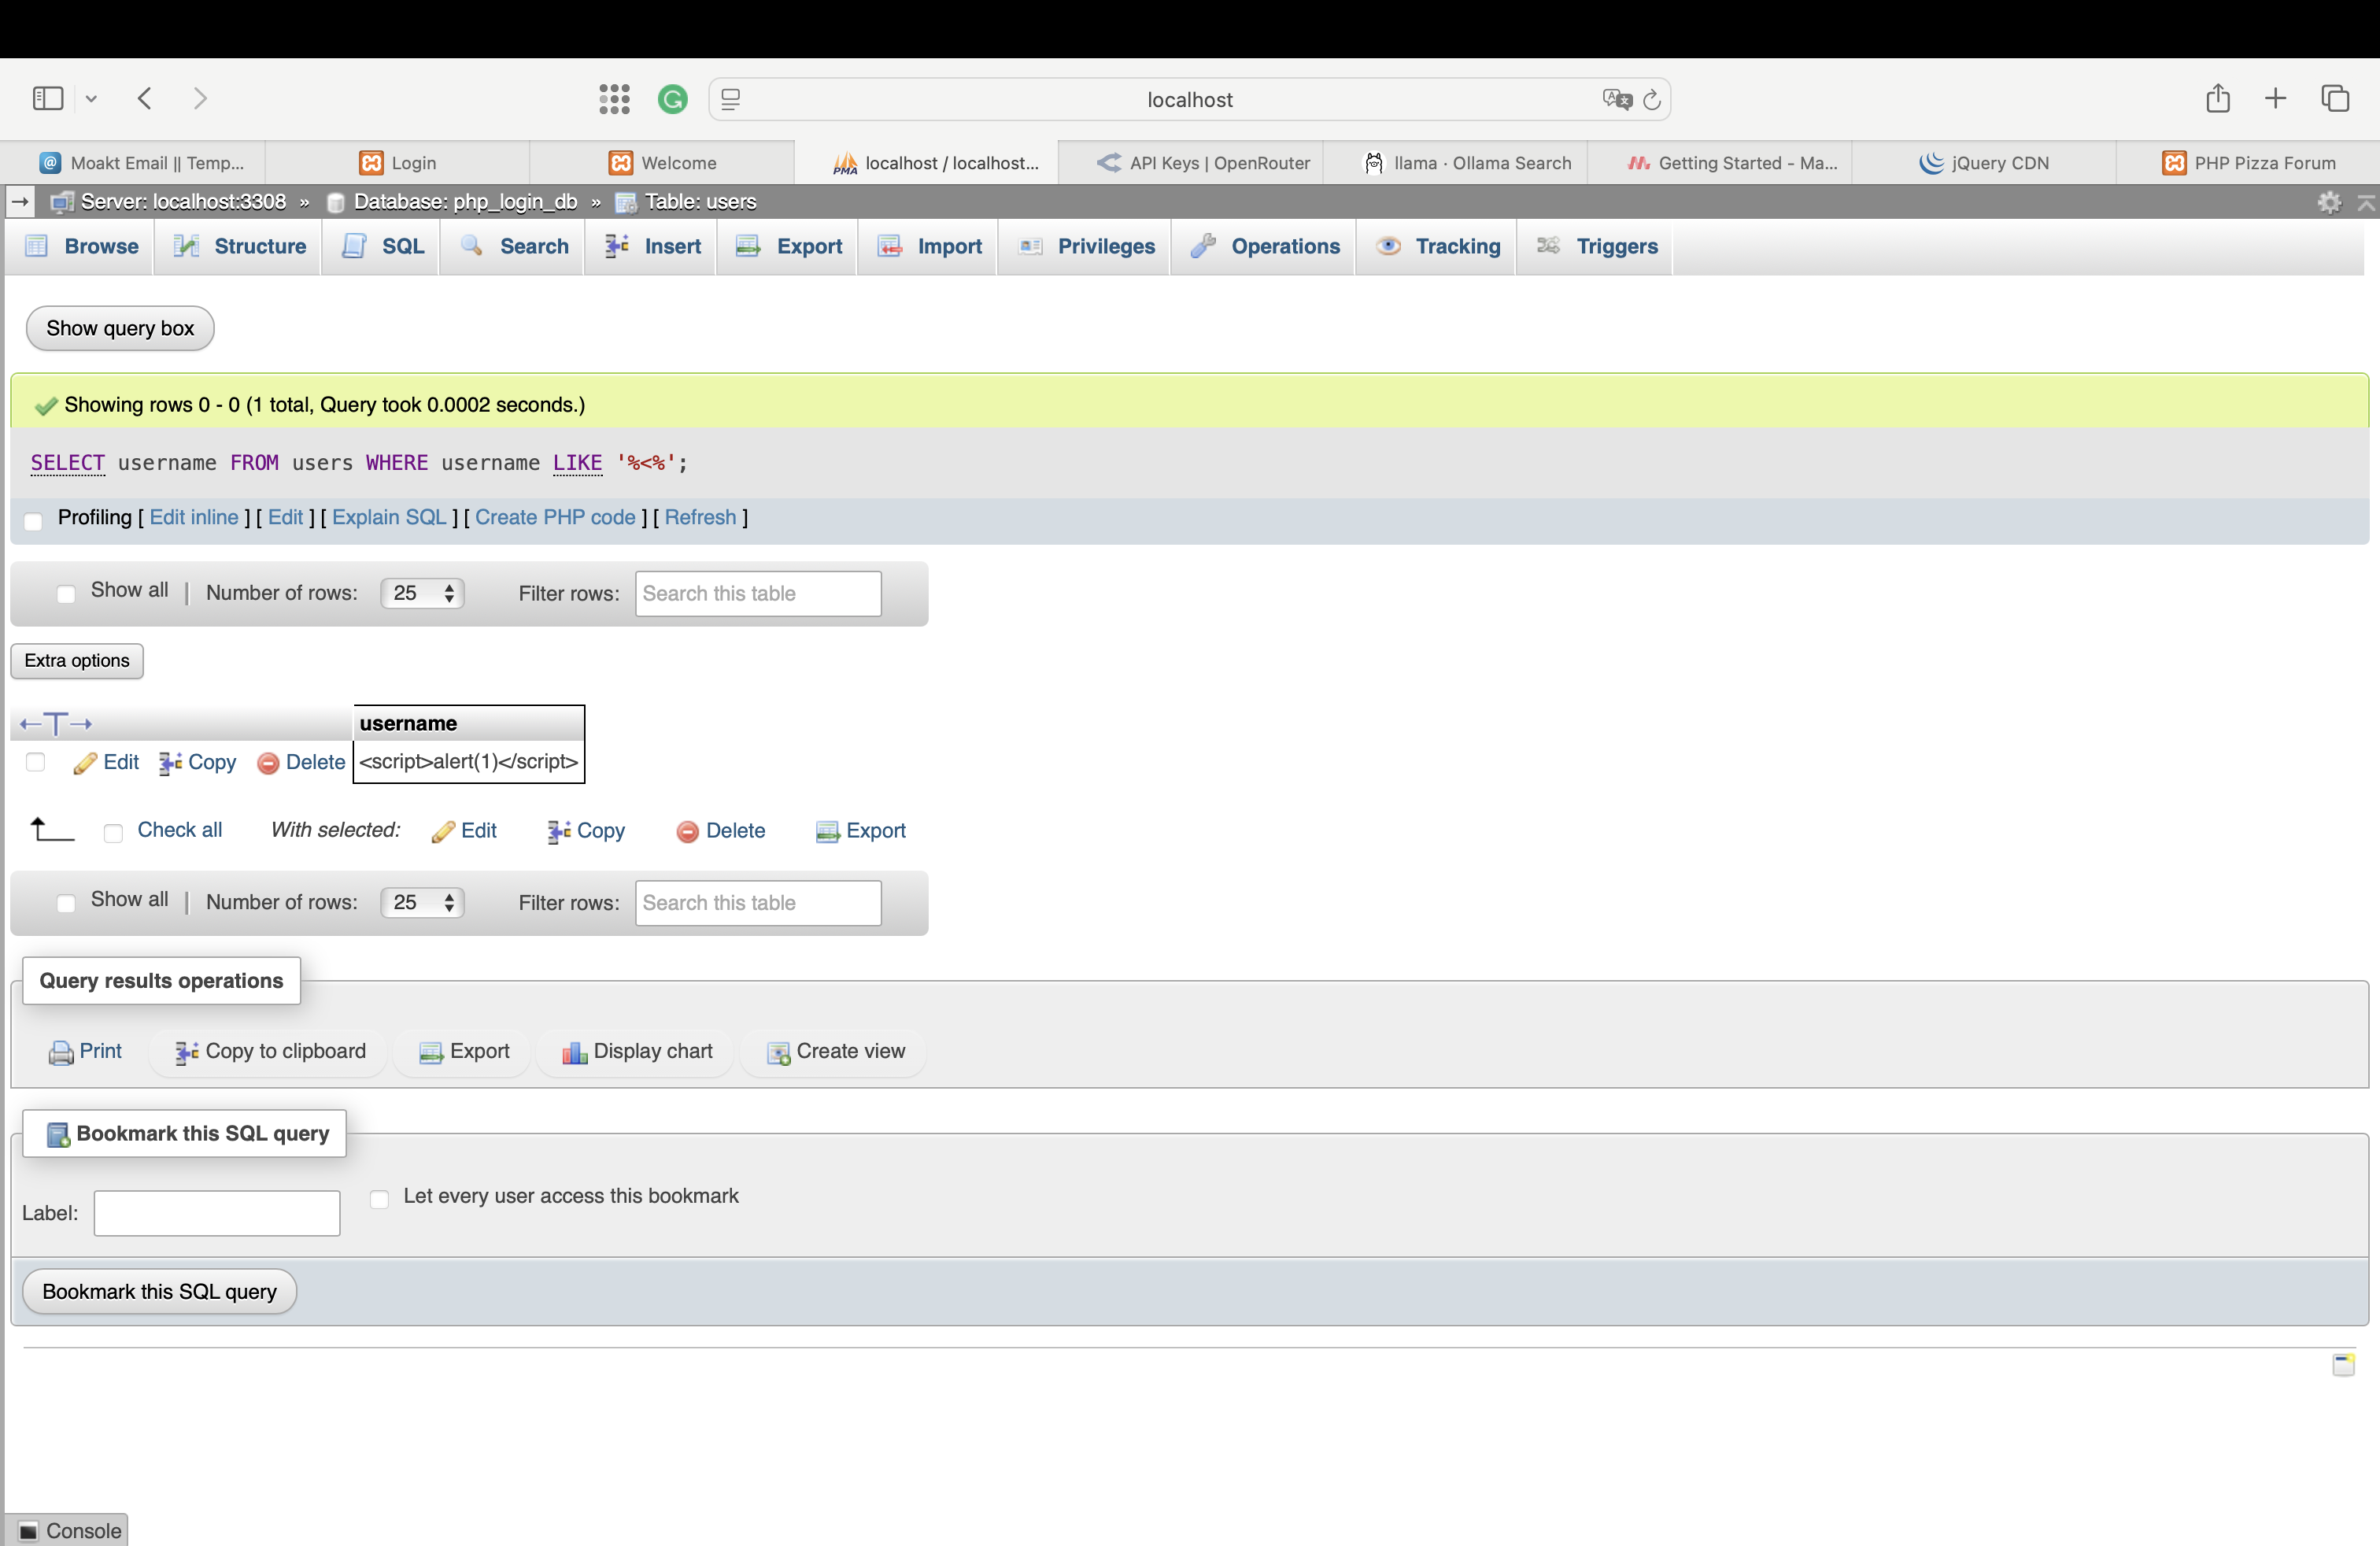 localhost
Moakt Email || Temp...
Login
Welcome
localhost / localhost...
API Keys | OpenRouter
llama · Ollama Search
Getting Started - Ma...
jQuery CDN
PHP Pizza Forum
Server: localhost:3308 » Database: php_login_db » Table: users
Browse Structure SQL Search Insert Export Import Privileges Operations Tracking Triggers
Show query box
Showing rows 0 - 0 (1 total, Query took 0.0002 seconds.)
SELECT username FROM users WHERE username LIKE '%<%';
Profiling [ Edit inline ] [ Edit ] [ Explain SQL ] [ Create PHP code ] [ Refresh ]
Show all | Number of rows: 25 Filter rows: Search this table
Extra options
←T→ username
Edit Copy Delete <script>alert(1)</script>
Check all With selected: Edit Copy Delete Export
Show all | Number of rows: 25 Filter rows: Search this table
Query results operations
Print Copy to clipboard Export Display chart Create view
Bookmark this SQL query
Label: Let every user access this bookmark
Bookmark this SQL query
Console